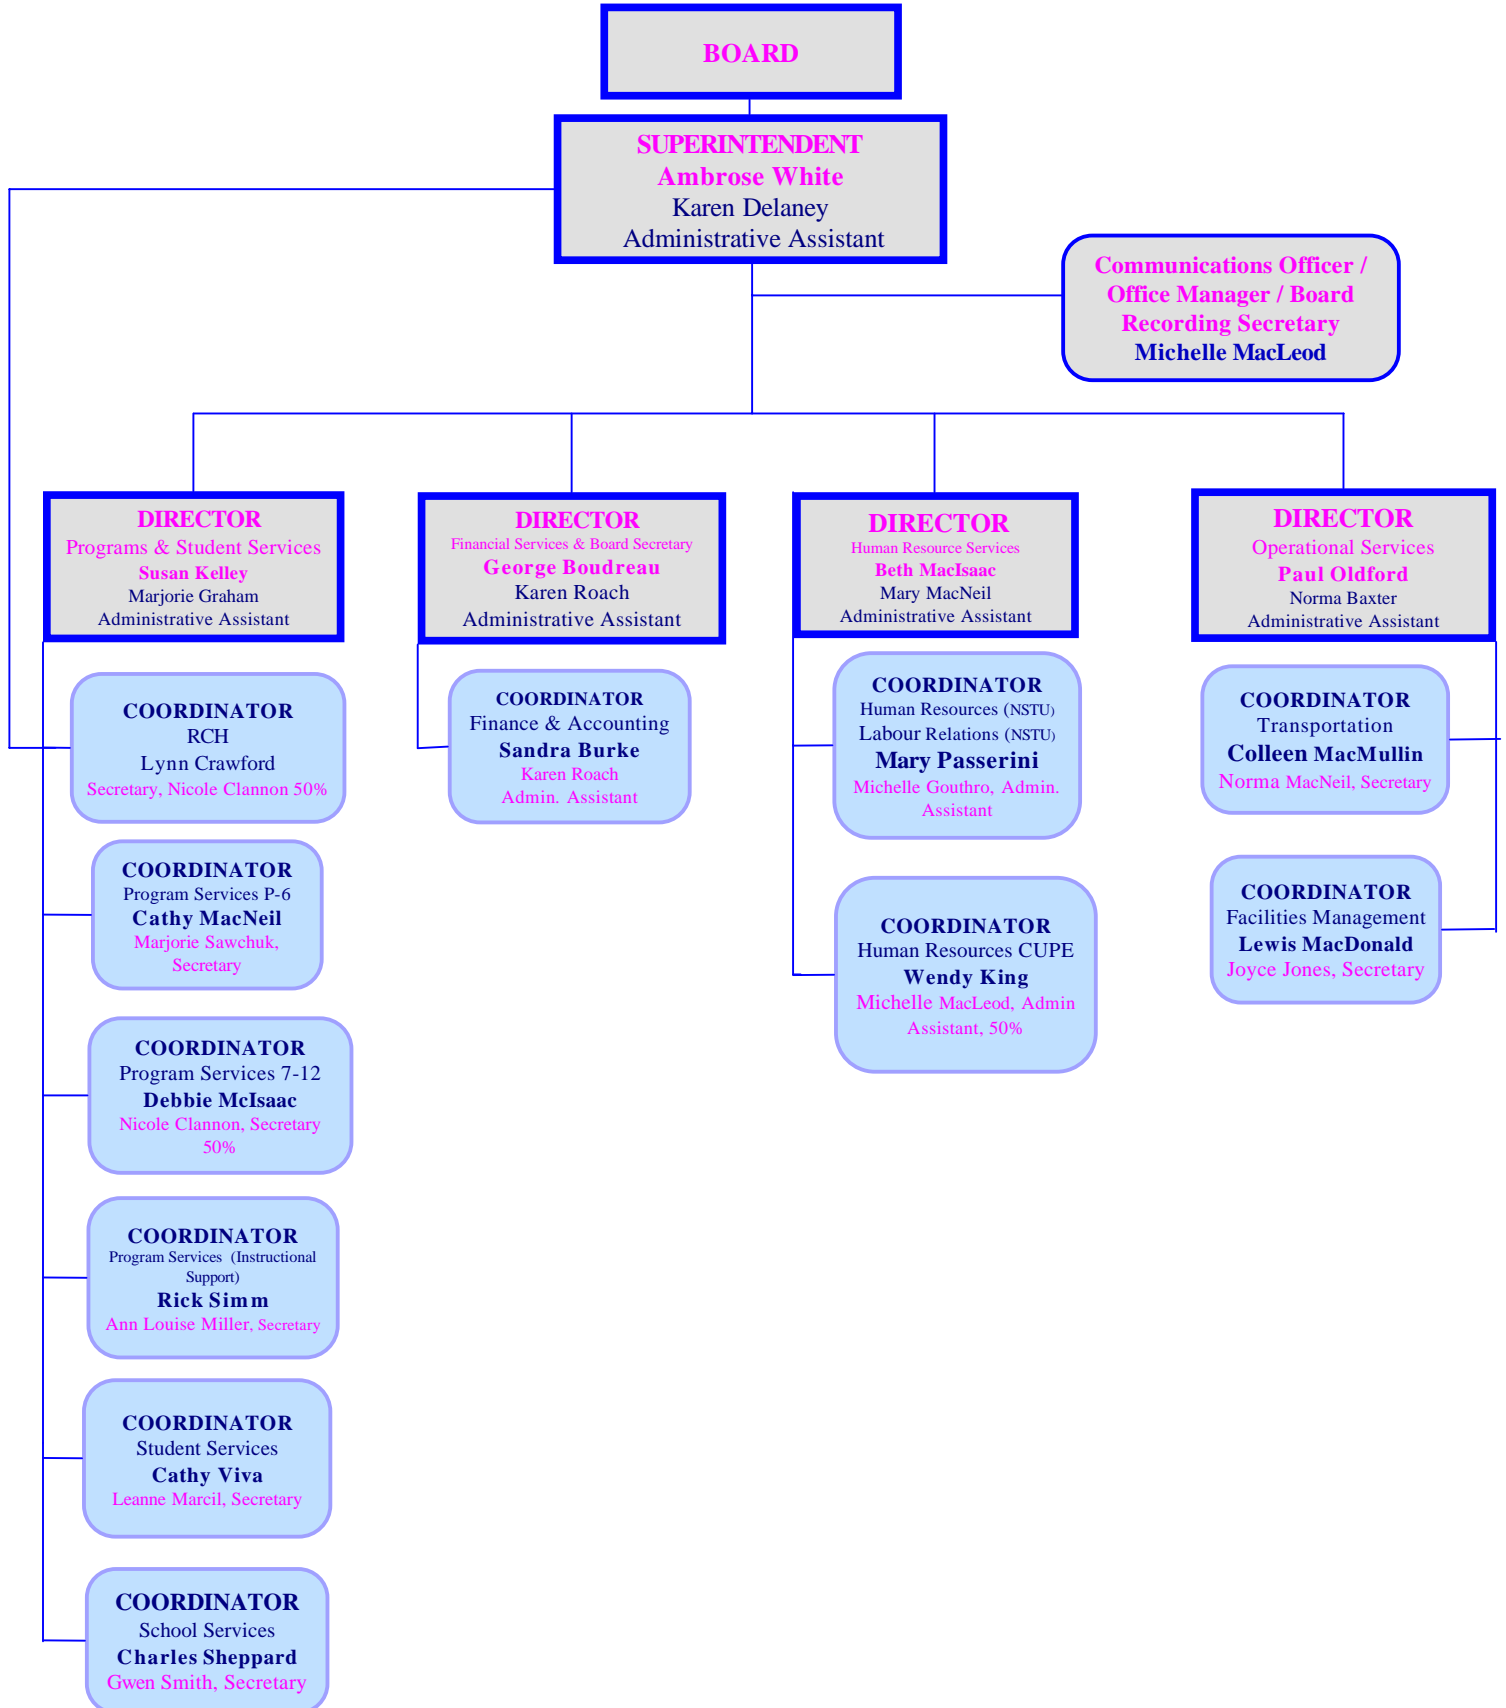 BOARD
SUPERINTENDENT
Ambrose White
Karen Delaney
Administrative Assistant
Communications Officer /
Office Manager / Board
Recording Secretary
Michelle MacLeod
DIRECTOR
Programs & Student Services
Susan Kelley
Marjorie Graham
Administrative Assistant
DIRECTOR
Financial Services & Board Secretary
George Boudreau
Karen Roach
Administrative Assistant
DIRECTOR
Human Resource Services
Beth MacIsaac
Mary MacNeil
Administrative Assistant
DIRECTOR
Operational Services
Paul Oldford
Norma Baxter
Administrative Assistant
COORDINATOR
RCH
Lynn Crawford
Secretary, Nicole Clannon 50%
COORDINATOR
Program Services P-6
Cathy MacNeil
Marjorie Sawchuk,
Secretary
COORDINATOR
Program Services 7-12
Debbie McIsaac
Nicole Clannon, Secretary
50%
COORDINATOR
Program Services (Instructional
Support)
Rick Simm
Ann Louise Miller, Secretary
COORDINATOR
Student Services
Cathy Viva
Leanne Marcil, Secretary
COORDINATOR
School Services
Charles Sheppard
Gwen Smith, Secretary
COORDINATOR
Finance & Accounting
Sandra Burke
Karen Roach
Admin. Assistant
COORDINATOR
Human Resources (NSTU)
Labour Relations (NSTU)
Mary Passerini
Michelle Gouthro, Admin.
Assistant
COORDINATOR
Human Resources CUPE
Wendy King
Michelle MacLeod, Admin
Assistant, 50%
COORDINATOR
Transportation
Colleen MacMullin
Norma MacNeil, Secretary
COORDINATOR
Facilities Management
Lewis MacDonald
Joyce Jones, Secretary